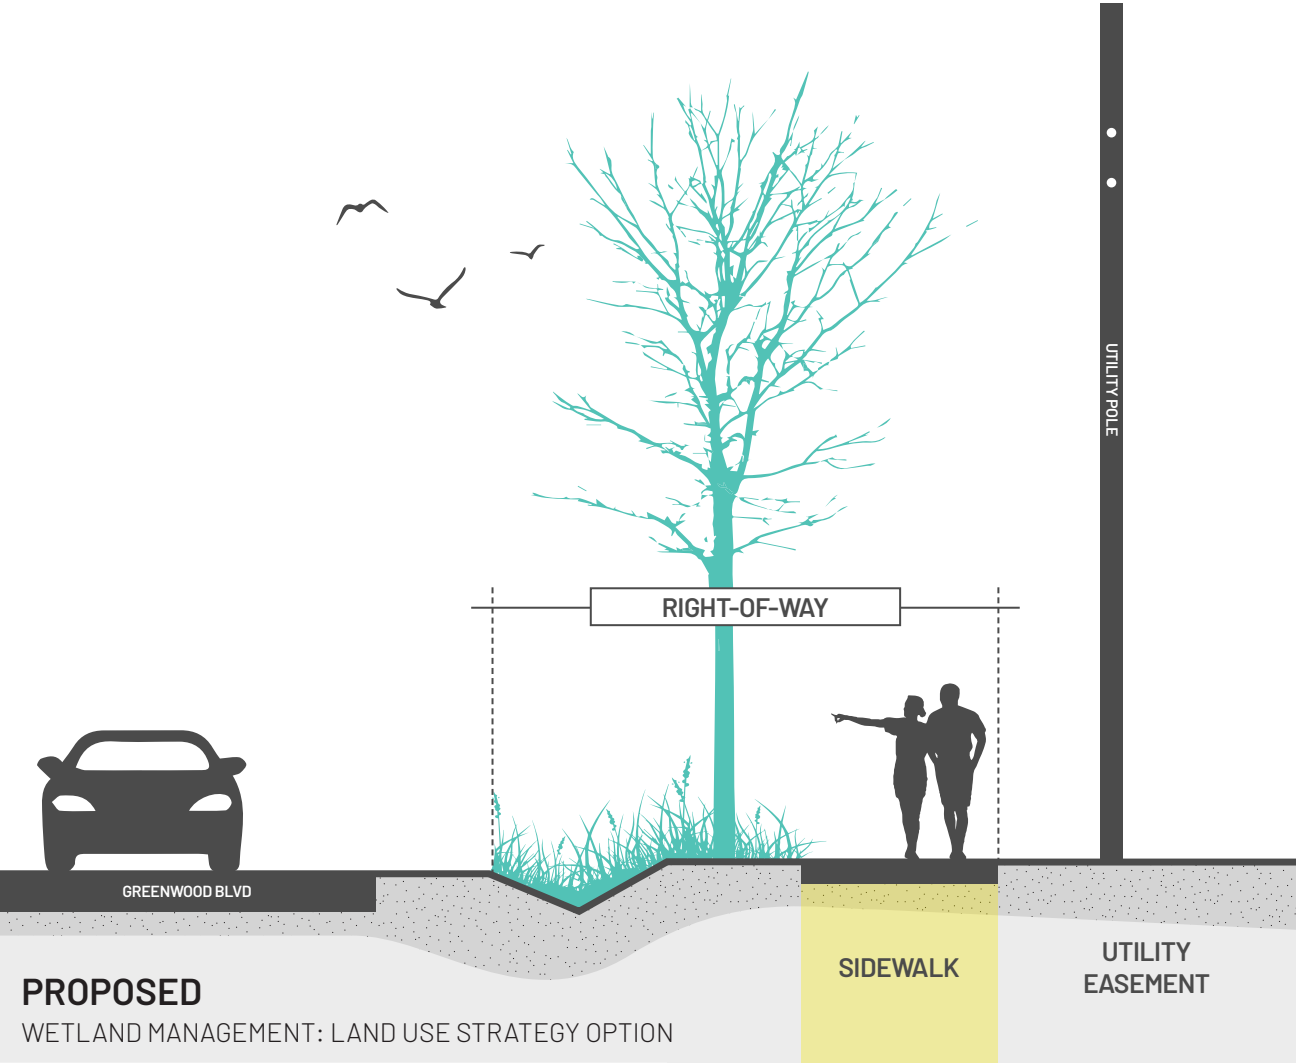 UTILITY POLE
RIGHT-OF-WAY
GREENWOOD BLVD
SIDEWALK
UTILITY
EASEMENT
PROPOSED
WETLAND MANAGEMENT: LAND USE STRATEGY OPTION